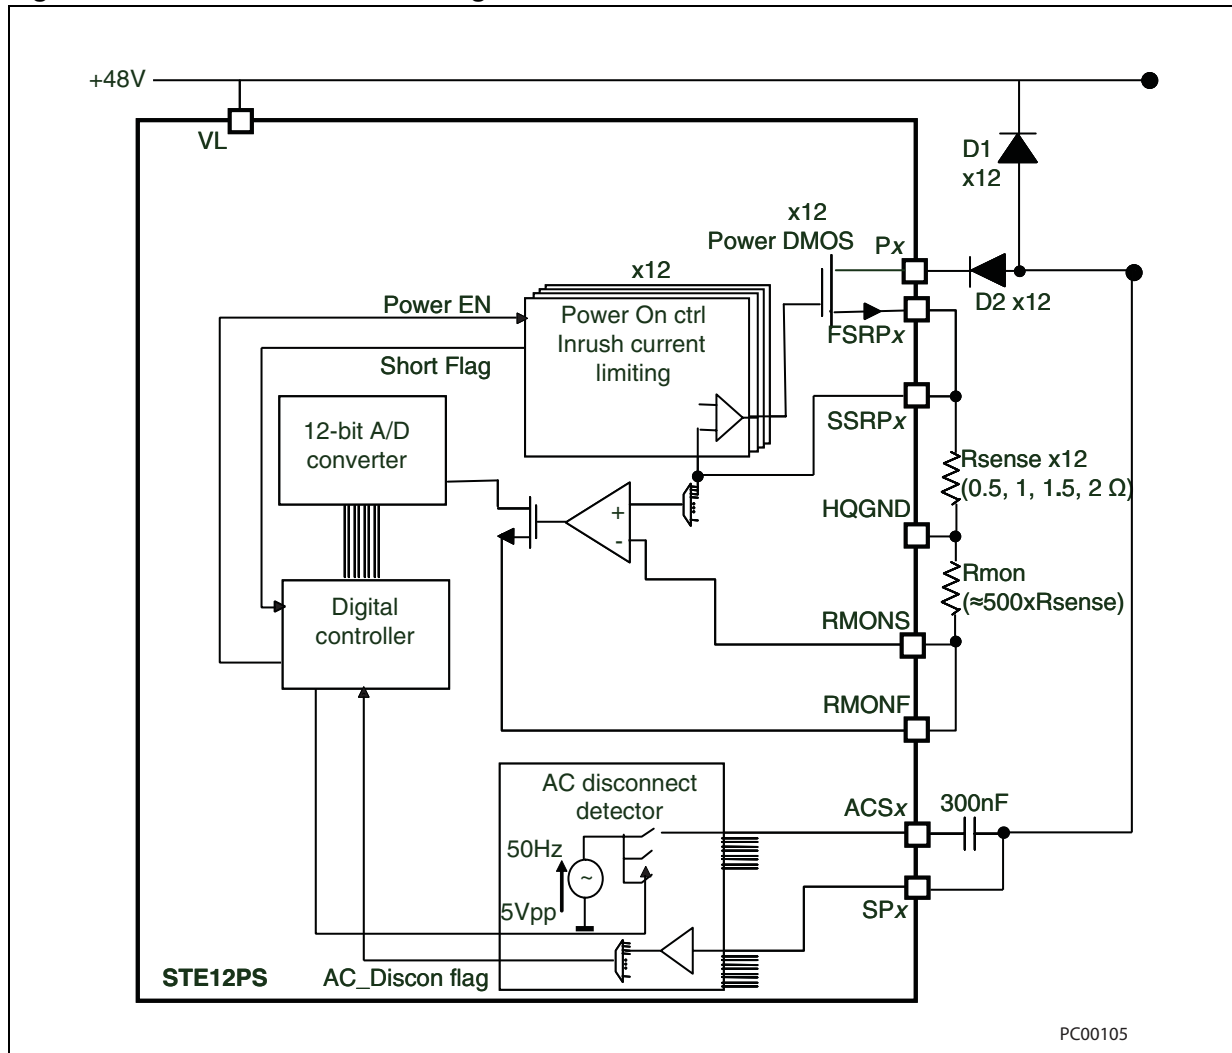 +48V
VL
D1
x12
x12
Power DMOS
Px
D2 x12
FSRPx
x12
Power EN
Power On ctrl
Inrush current
limiting
Short Flag
SSRPx
12-bit A/D
converter
Rsense x12
(0.5, 1, 1.5, 2 Ω)
HQGND
+
-
Rmon
(≈500xRsense)
Digital
controller
RMONS
RMONF
AC disconnect
detector
ACSx
300nF
50Hz
~
5Vpp
SPx
STE12PS
AC_Discon flag
PC00105